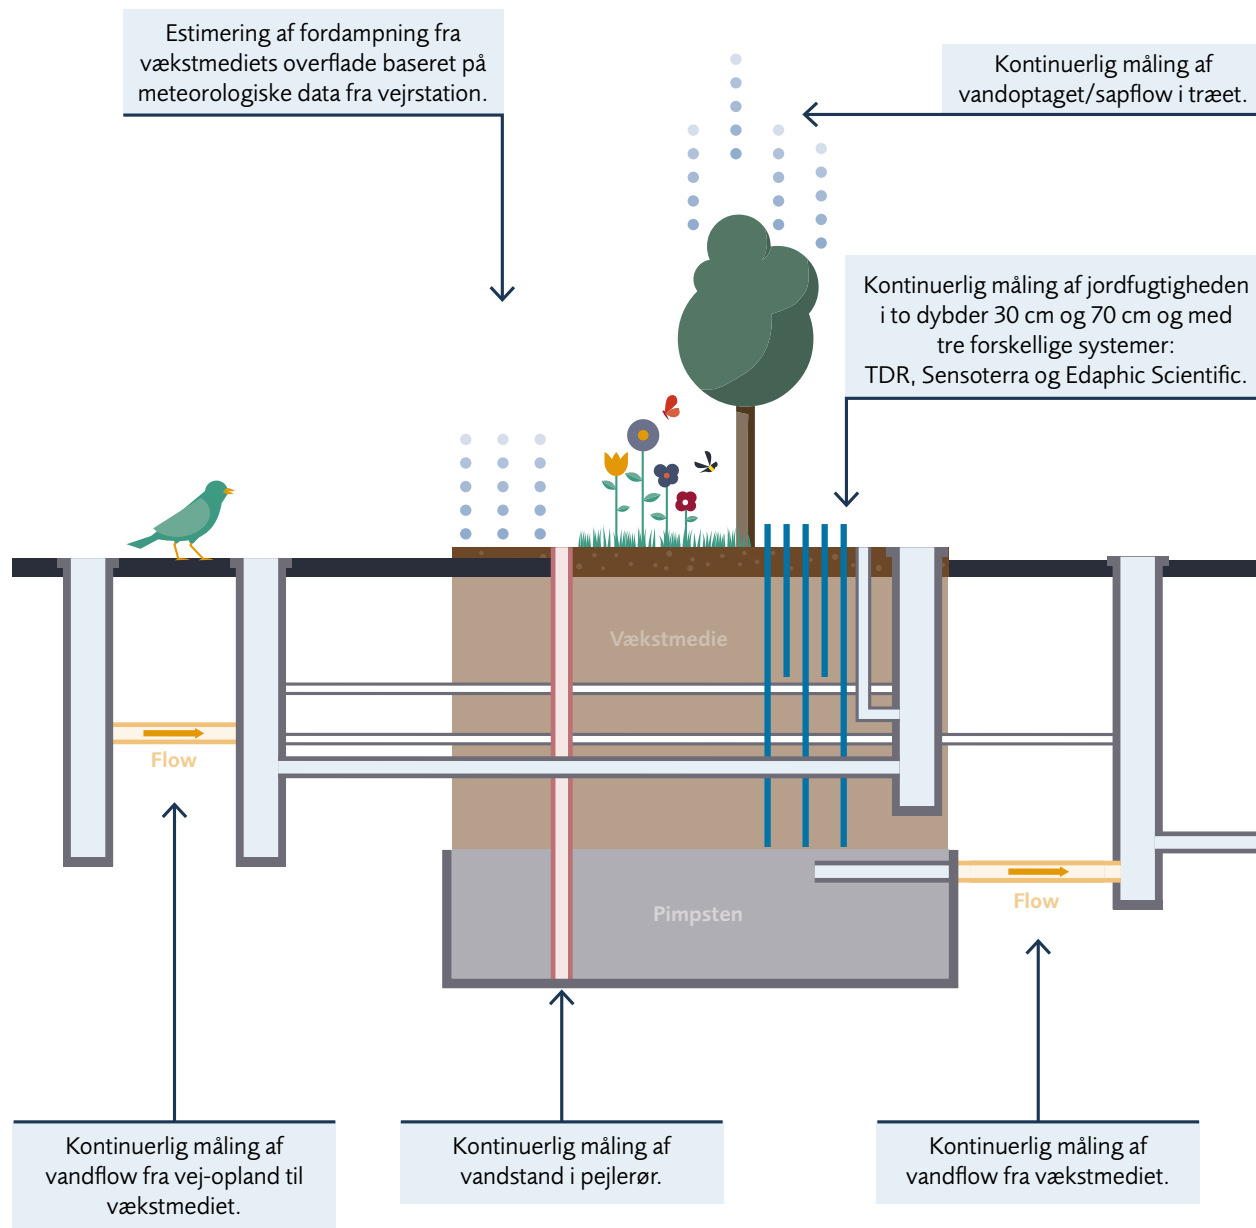 Estimering af fordampning fra
vækstmediets overflade baseret på
meteorologiske data fra vejrstation.
Kontinuerlig måling af
vandoptaget/sapflow i træet.
Kontinuerlig måling af jordfugtigheden
i to dybder 30 cm og 70 cm og med
tre forskellige systemer:
TDR, Sensoterra og Edaphic Scientific.
Vækstmedie
Flow
Pimpsten
Flow
Kontinuerlig måling af
vandflow fra vej-opland til
vækstmediet.
Kontinuerlig måling af
vandstand i pejlerør.
Kontinuerlig måling af
vandflow fra vækstmediet.